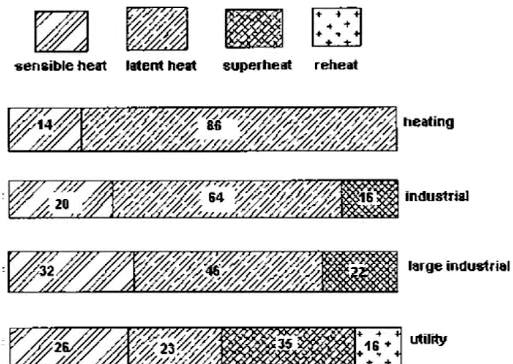 sensible heat latent heat superheat reheat
14 86 heating
20 64 16 industrial
32 46 22 large industrial
26 23 35 16 utility